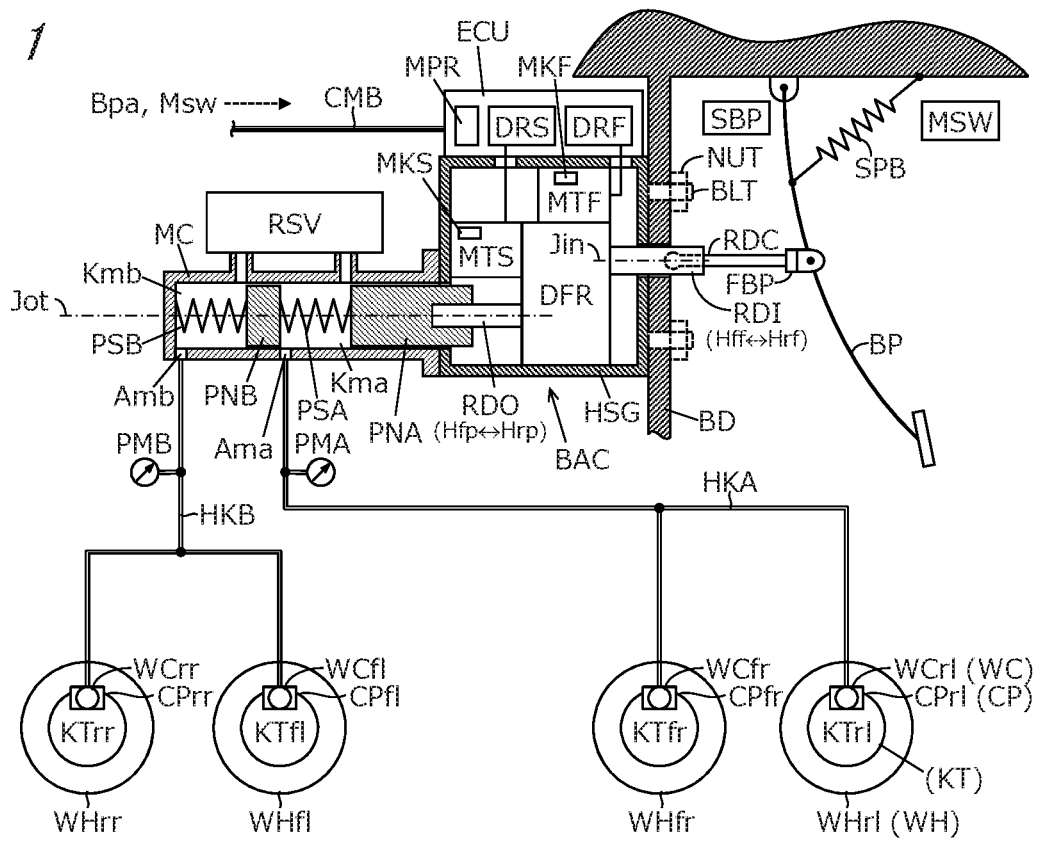 1
ECU
MPR
MKF
Bpa, Msw
CMB
DRS
DRF
SBP
MSW
MKS
NUT
SPB
BLT
RSV
MTF
MC
MTS
Jin
RDC
Kmb
FBP
Jot
DFR
RDI
PSB
(Hff↔Hrf)
BP
Amb
PNB
PSA
Kma
PNA
RDO
HSG
BD
(Hfp↔Hrp)
PMB
Ama
PMA
BAC
HKA
HKB
WCrr
WCfl
WCfr
WCrl (WC)
CPrr
CPfl
CPfr
CPrl (CP)
KTrr
KTfl
KTfr
KTrl
(KT)
WHrr
WHfl
WHfr
WHrl (WH)